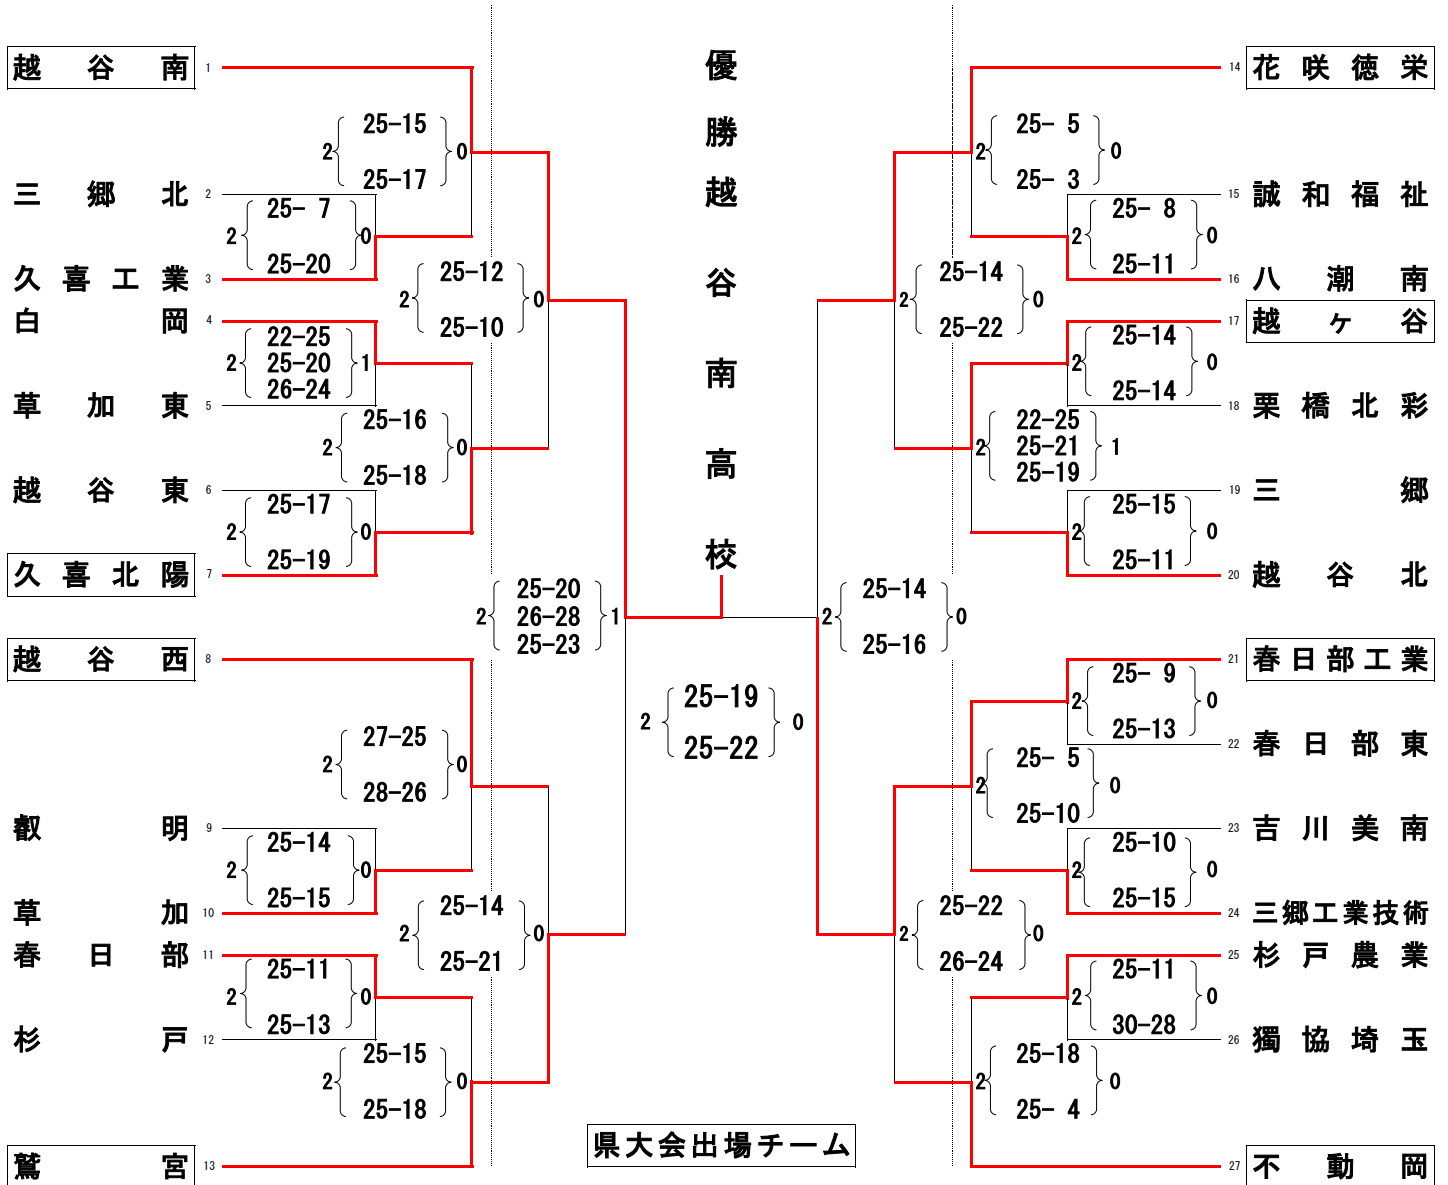 優勝 越谷南高校
越谷南 1
25-15
2 0
25-17
三郷北 2
25- 7
2 0
25-20
久喜工業 3
25-12
2 0
25-10
白岡 4
22-25
2 25-20 1
26-24
草加東 5
25-16
2 0
25-18
越谷東 6
25-17
2 0
25-19
久喜北陽 7
25-20
2 26-28 1
25-23
越谷西 8
27-25
2 0
28-26
叡明 9
25-14
2 0
25-15
草加 10
25-14
2 0
25-21
春日部 11
25-11
2 0
25-13
杉戸 12
25-15
2 0
25-18
鷲宮 13
25-19
2 0
25-22
14 花咲徳栄
25- 5
2 0
25- 3
15 誠和福祉
25- 8
2 0
25-11
16 八潮南
25-14
2 0
25-22
17 越ヶ谷
25-14
2 0
25-14
18 栗橋北彩
22-25
2 25-21 1
25-19
19 三郷
25-15
2 0
25-11
20 越谷北
25-14
2 0
25-16
21 春日部工業
25- 9
2 0
25-13
22 春日部東
25- 5
2 0
25-10
23 吉川美南
25-10
2 0
25-15
24 三郷工業技術
25-22
2 0
26-24
25 杉戸農業
25-11
2 0
30-28
26 獨協埼玉
25-18
2 0
25- 4
27 不動岡
県大会出場チーム